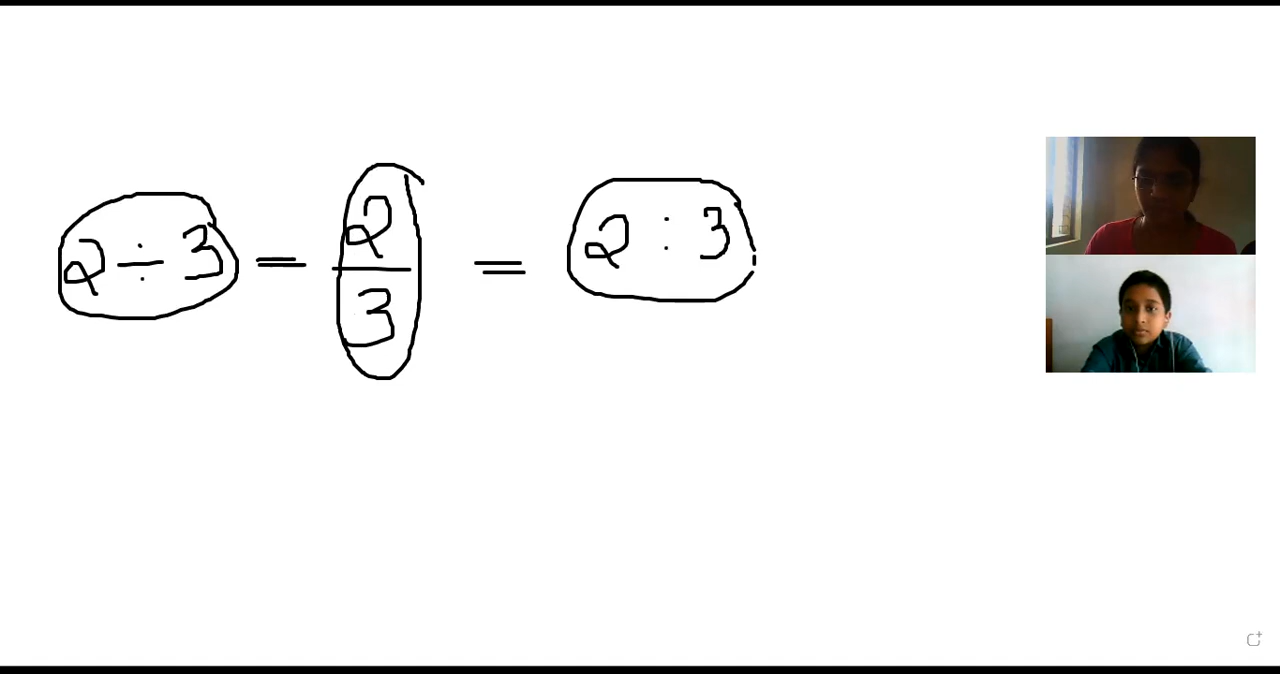 2 ÷ 3 = 2/3 = 2 : 3